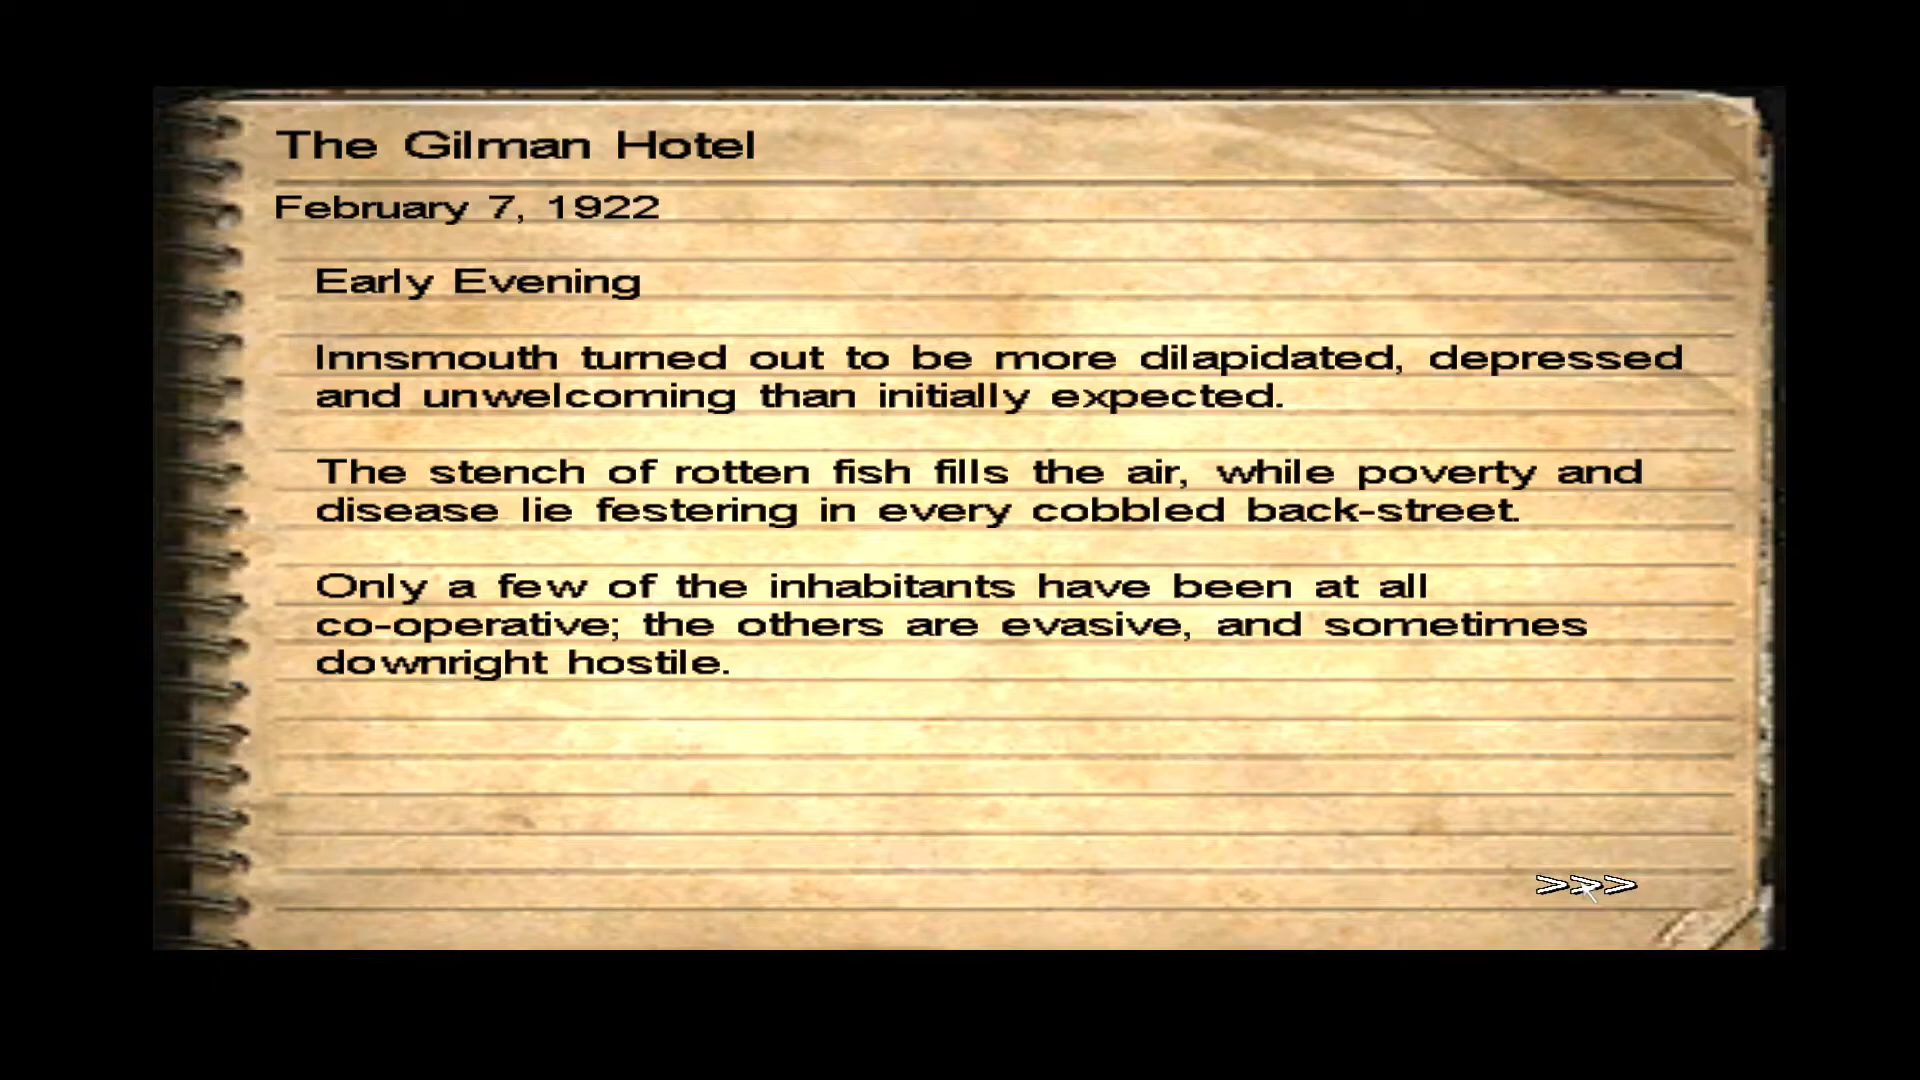 The Gilman Hotel
February 7, 1922
Early Evening
Innsmouth turned out to be more dilapidated, depressed
and unwelcoming than initially expected.
The stench of rotten fish fills the air, while poverty and
disease lie festering in every cobbled back-street.
Only a few of the inhabitants have been at all
co-operative; the others are evasive, and sometimes
downright hostile.
>>>